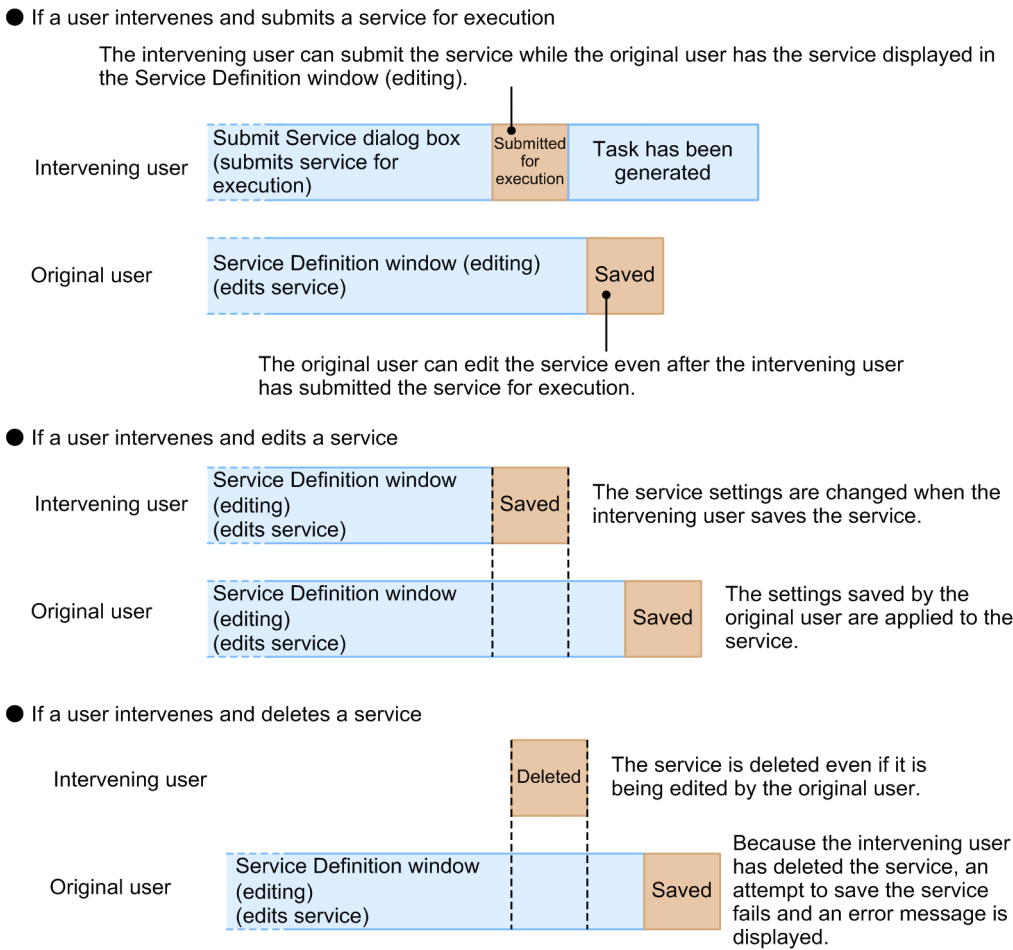 ● If a user intervenes and submits a service for execution
The intervening user can submit the service while the original user has the service displayed in
the Service Definition window (editing).
Intervening user
Submit Service dialog box
(submits service for
execution)
Submitted
for
execution
Task has been
generated
Original user
Service Definition window (editing)
(edits service)
Saved
The original user can edit the service even after the intervening user
has submitted the service for execution.
● If a user intervenes and edits a service
Intervening user
Service Definition window
(editing)
(edits service)
Saved
The service settings are changed when the
intervening user saves the service.
Original user
Service Definition window
(editing)
(edits service)
Saved
The settings saved by the
original user are applied to the
service.
● If a user intervenes and deletes a service
Intervening user
Deleted
The service is deleted even if it is
being edited by the original user.
Original user
Service Definition window
(editing)
(edits service)
Saved
Because the intervening user
has deleted the service, an
attempt to save the service
fails and an error message is
displayed.